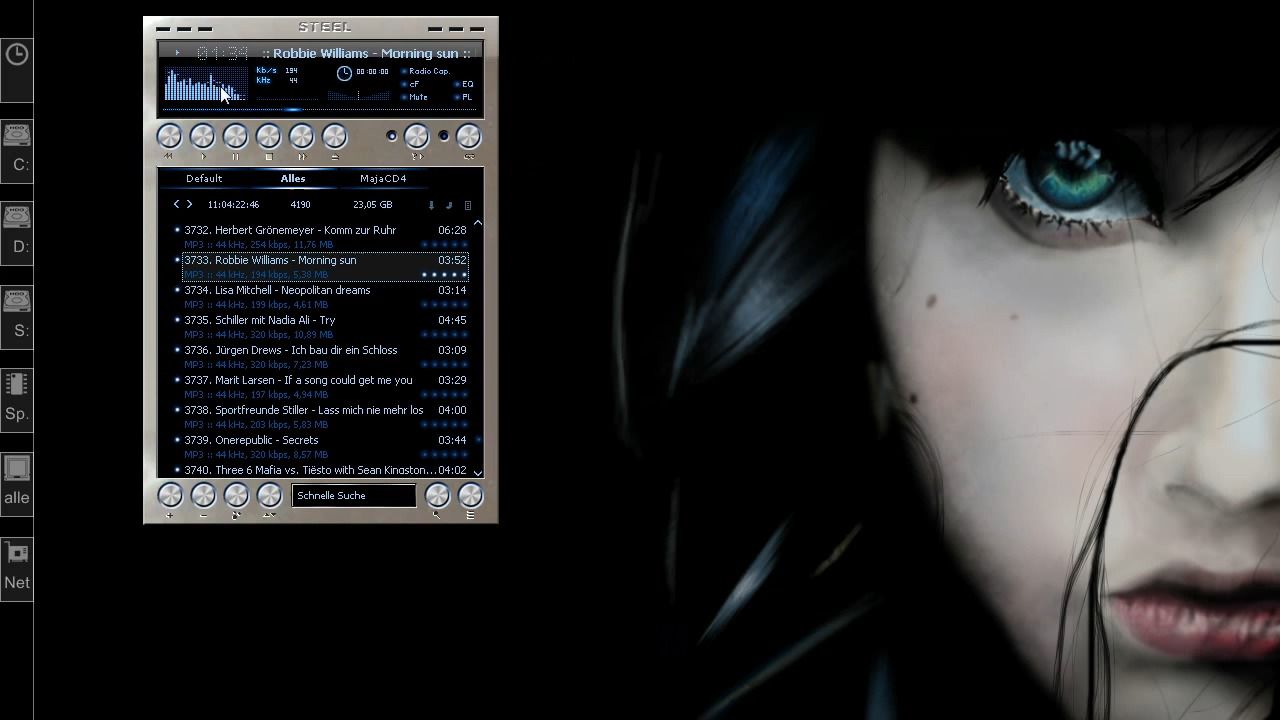 STEEL
01:34 :: Robbie Williams - Morning sun ::
Kb/s 194
KHz 44
00:00:00
Radio Cap.
cF EQ
Mute PL
Default Alles MajaCD4
11:04:22:46 4190 23,05 GB
3732. Herbert Grönemeyer - Komm zur Ruhr 06:28
MP3 :: 44 kHz, 254 kbps, 11,76 MB
3733. Robbie Williams - Morning sun 03:52
MP3 :: 44 kHz, 194 kbps, 5,38 MB
3734. Lisa Mitchell - Neopolitan dreams 03:14
MP3 :: 44 kHz, 199 kbps, 4,61 MB
3735. Schiller mit Nadia Ali - Try 04:45
MP3 :: 44 kHz, 320 kbps, 10,89 MB
3736. Jürgen Drews - Ich bau dir ein Schloss 03:09
MP3 :: 44 kHz, 320 kbps, 7,23 MB
3737. Marit Larsen - If a song could get me you 03:29
MP3 :: 44 kHz, 197 kbps, 4,94 MB
3738. Sportfreunde Stiller - Lass mich nie mehr los 04:00
MP3 :: 44 kHz, 203 kbps, 5,83 MB
3739. Onerepublic - Secrets 03:44
MP3 :: 44 kHz, 320 kbps, 8,57 MB
3740. Three 6 Mafia vs. Tiësto with Sean Kingston... 04:02
Schnelle Suche
C:
D:
S:
Sp.
alle
Net